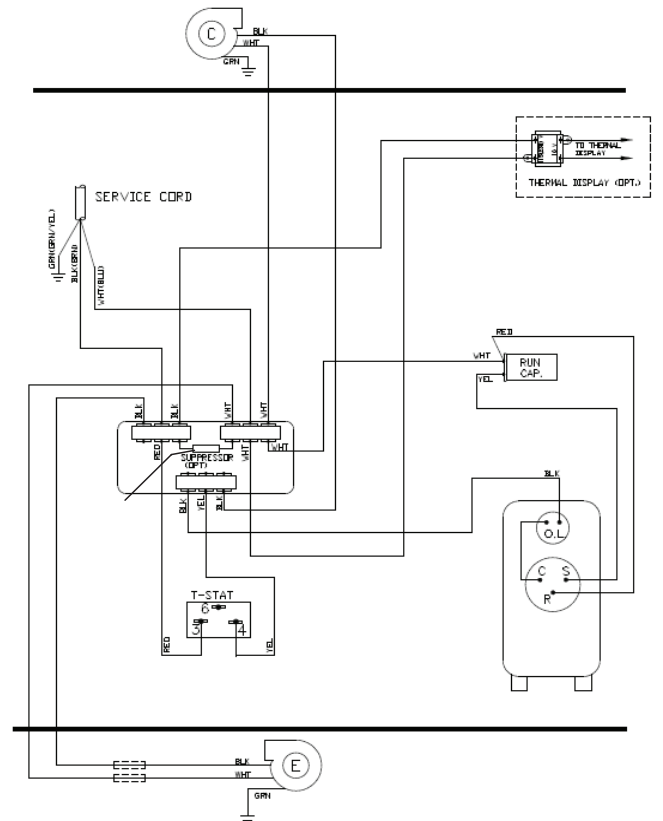 C
BLK
WHT
GRN
TO THERMAL
DISPLAY
10 V
THERMAL DISPLAY (OPT.)
SERVICE CORD
GRN(GRN/YEL)
BLK(BRN)
WHT(BLU)
RED
WHT
RUN
CAP.
YEL
BLK
BLK
WHT
WHT
WHT
RED
SUPPRESSOR
(OPT)
WHT
BLK
YEL
BLK
BLK
O.L.
C S
R
T-STAT
6
3
4
RED
YEL
BLK
WHT
E
GRN